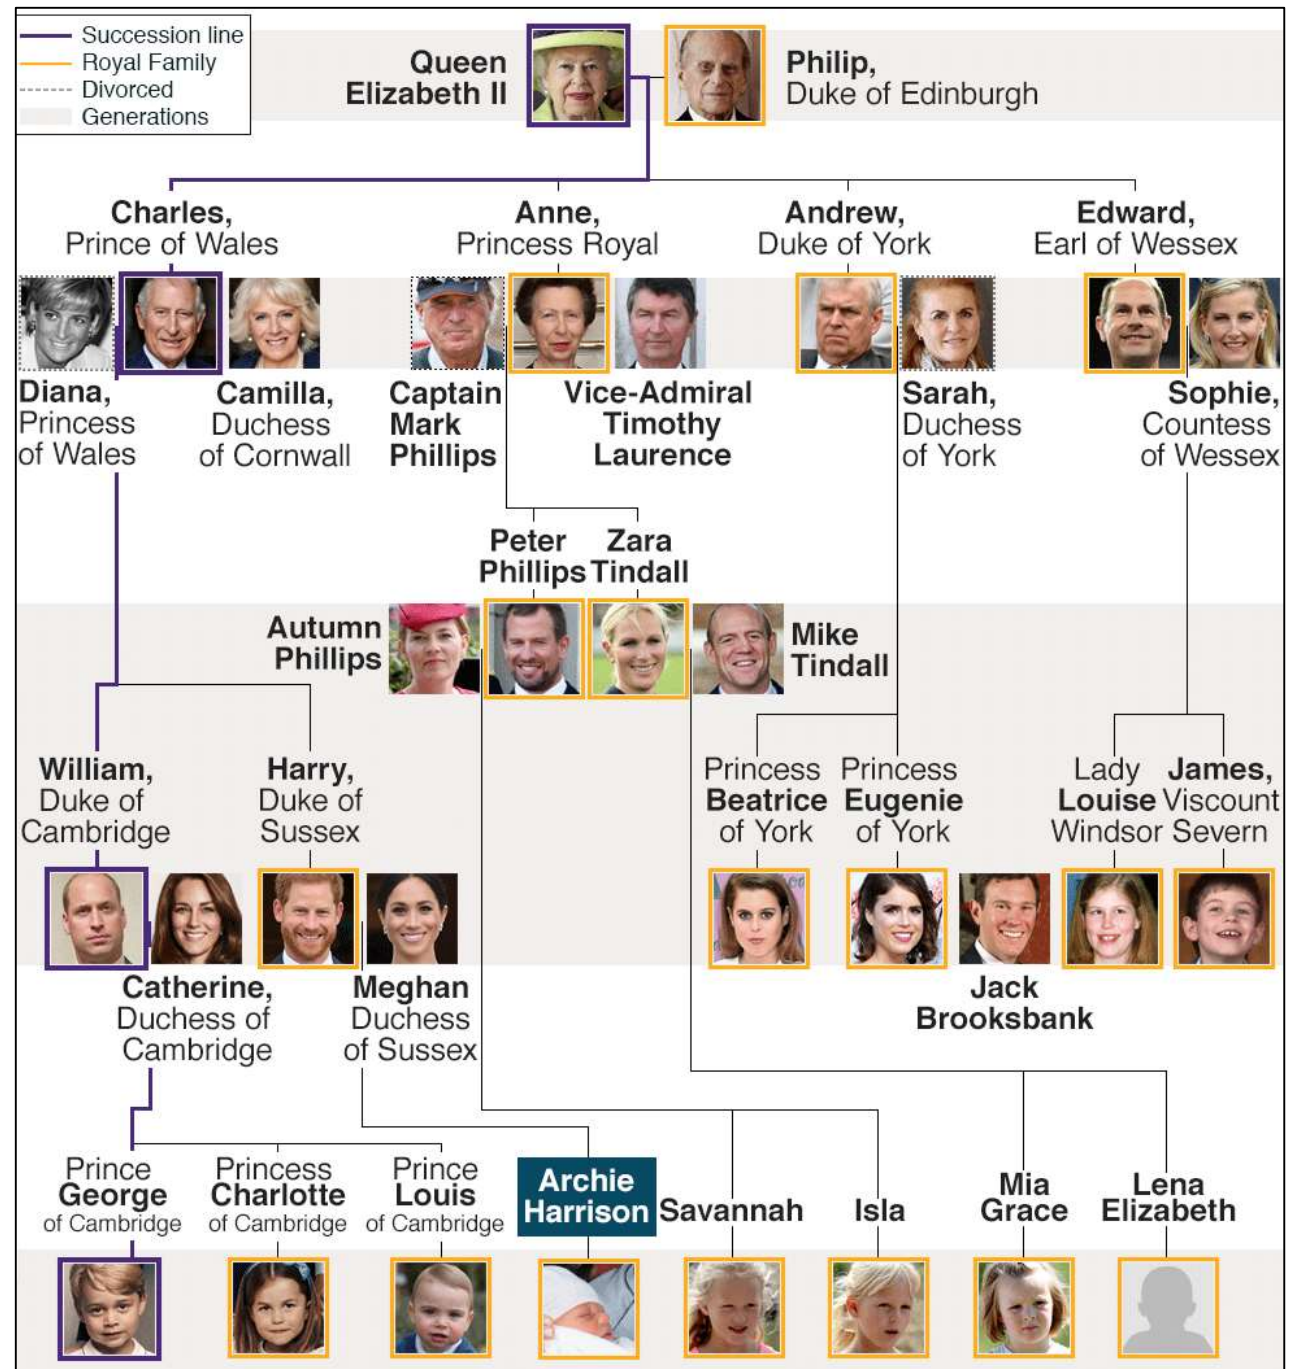 Succession line
Royal Family
Divorced
Generations
Queen
Elizabeth II
Philip,
Duke of Edinburgh
Charles,
Prince of Wales
Anne,
Princess Royal
Andrew,
Duke of York
Edward,
Earl of Wessex
Diana,
Princess
of Wales
Camilla,
Duchess
of Cornwall
Captain
Mark
Phillips
Vice-Admiral
Timothy
Laurence
Sarah,
Duchess
of York
Sophie,
Countess
of Wessex
Peter
Phillips
Zara
Tindall
Autumn
Phillips
Mike
Tindall
William,
Duke of
Cambridge
Harry,
Duke of
Sussex
Princess
Beatrice
of York
Princess
Eugenie
of York
Lady
Louise
Windsor
James,
Viscount
Severn
Catherine,
Duchess of
Cambridge
Meghan
Duchess
of Sussex
Jack
Brooksbank
Prince
George
of Cambridge
Princess
Charlotte
of Cambridge
Prince
Louis
of Cambridge
Archie
Harrison
Savannah
Isla
Mia
Grace
Lena
Elizabeth